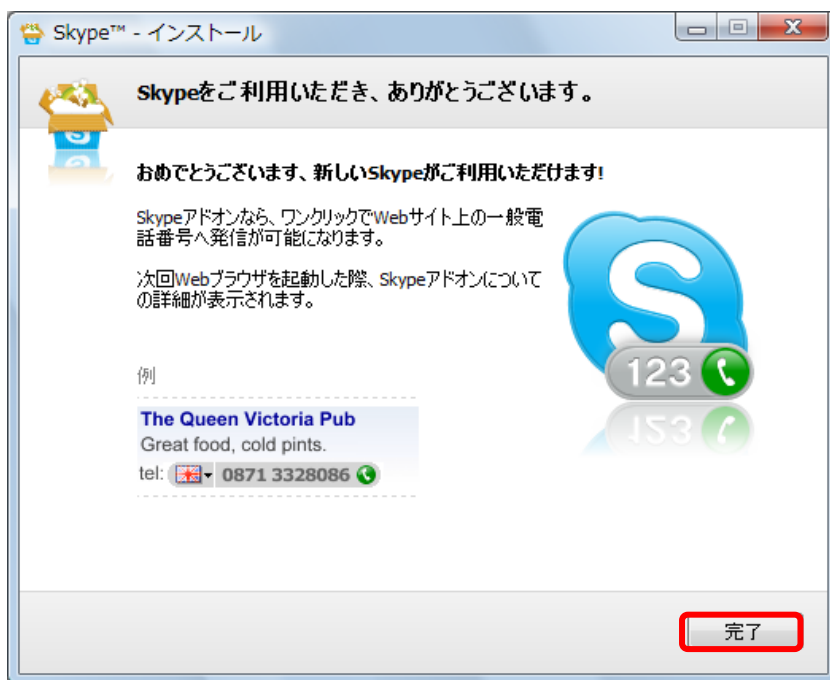 Skype™ - インストール
Skypeをご利用いただき、ありがとうございます。
おめでとうございます、新しいSkypeがご利用いただけます!
Skypeアドオンなら、ワンクリックでWebサイト上の一般電
話番号へ発信が可能になります。
次回Webブラウザを起動した際、Skypeアドオンについて
の詳細が表示されます。
S
123
例
The Queen Victoria Pub
Great food, cold pints.
tel: 0871 3328086
完了